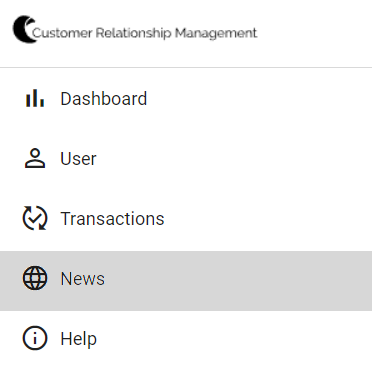 Customer Relationship Management
Dashboard
User
Transactions
News
Help